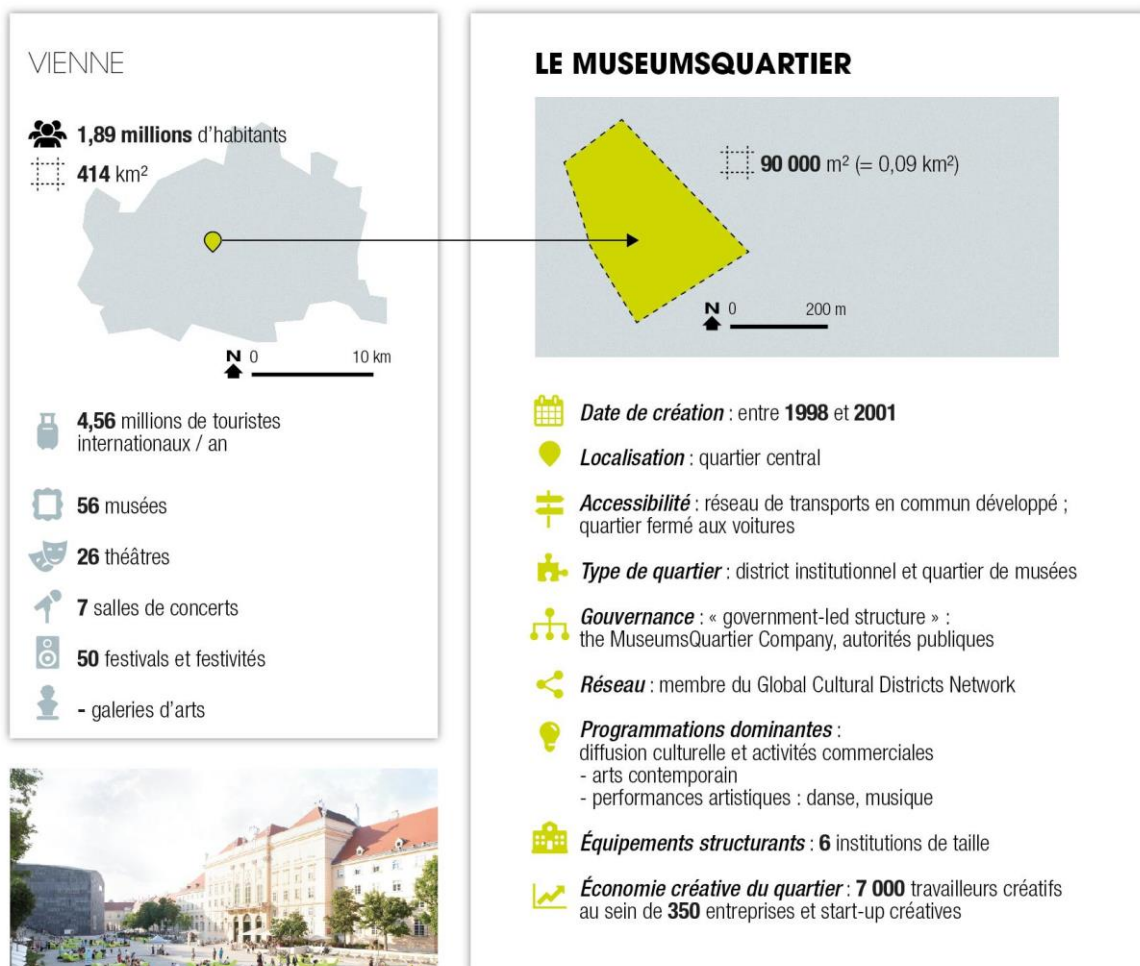 VIENNE
1,89 millions d'habitants
414 km²
N 0 10 km
4,56 millions de touristes
internationaux / an
56 musées
26 théâtres
7 salles de concerts
50 festivals et festivités
- galeries d'arts
LE MUSEUMSQUARTIER
90 000 m² (= 0,09 km²)
N 0 200 m
Date de création : entre 1998 et 2001
Localisation : quartier central
Accessibilité : réseau de transports en commun développé ;
quartier fermé aux voitures
Type de quartier : district institutionnel et quartier de musées
Gouvernance : « government-led structure » :
the MuseumsQuartier Company, autorités publiques
Réseau : membre du Global Cultural Districts Network
Programmations dominantes :
diffusion culturelle et activités commerciales
- arts contemporain
- performances artistiques : danse, musique
Équipements structurants : 6 institutions de taille
Économie créative du quartier : 7 000 travailleurs créatifs
au sein de 350 entreprises et start-up créatives